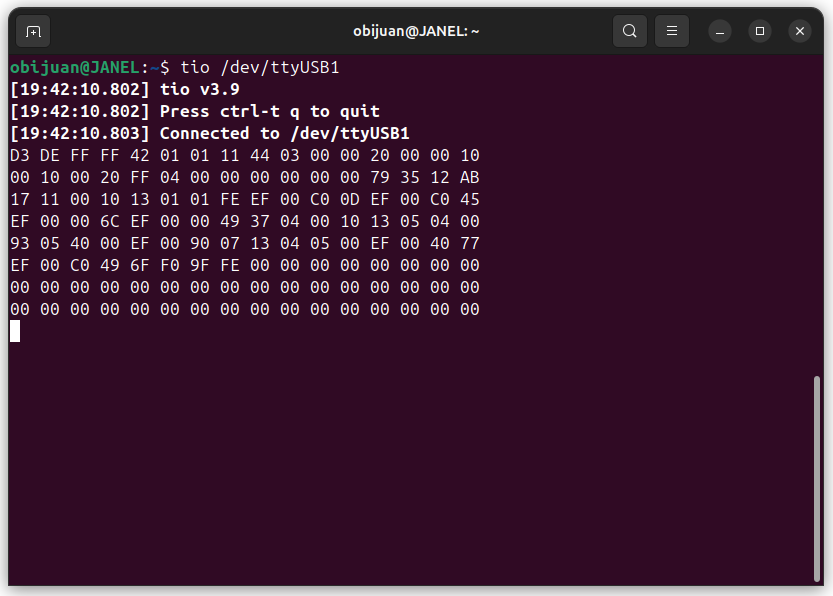 obijuan@JANEL: ~
obijuan@JANEL:~$ tio /dev/ttyUSB1
[19:42:10.802] tio v3.9
[19:42:10.802] Press ctrl-t q to quit
[19:42:10.803] Connected to /dev/ttyUSB1
D3 DE FF FF 42 01 01 11 44 03 00 00 20 00 00 10
00 10 00 20 FF 04 00 00 00 00 00 00 79 35 12 AB
17 11 00 10 13 01 01 FE EF 00 C0 0D EF 00 C0 45
EF 00 00 6C EF 00 00 49 37 04 00 10 13 05 04 00
93 05 40 00 EF 00 90 07 13 04 05 00 EF 00 40 77
EF 00 C0 49 6F F0 9F FE 00 00 00 00 00 00 00 00
00 00 00 00 00 00 00 00 00 00 00 00 00 00 00 00
00 00 00 00 00 00 00 00 00 00 00 00 00 00 00 00